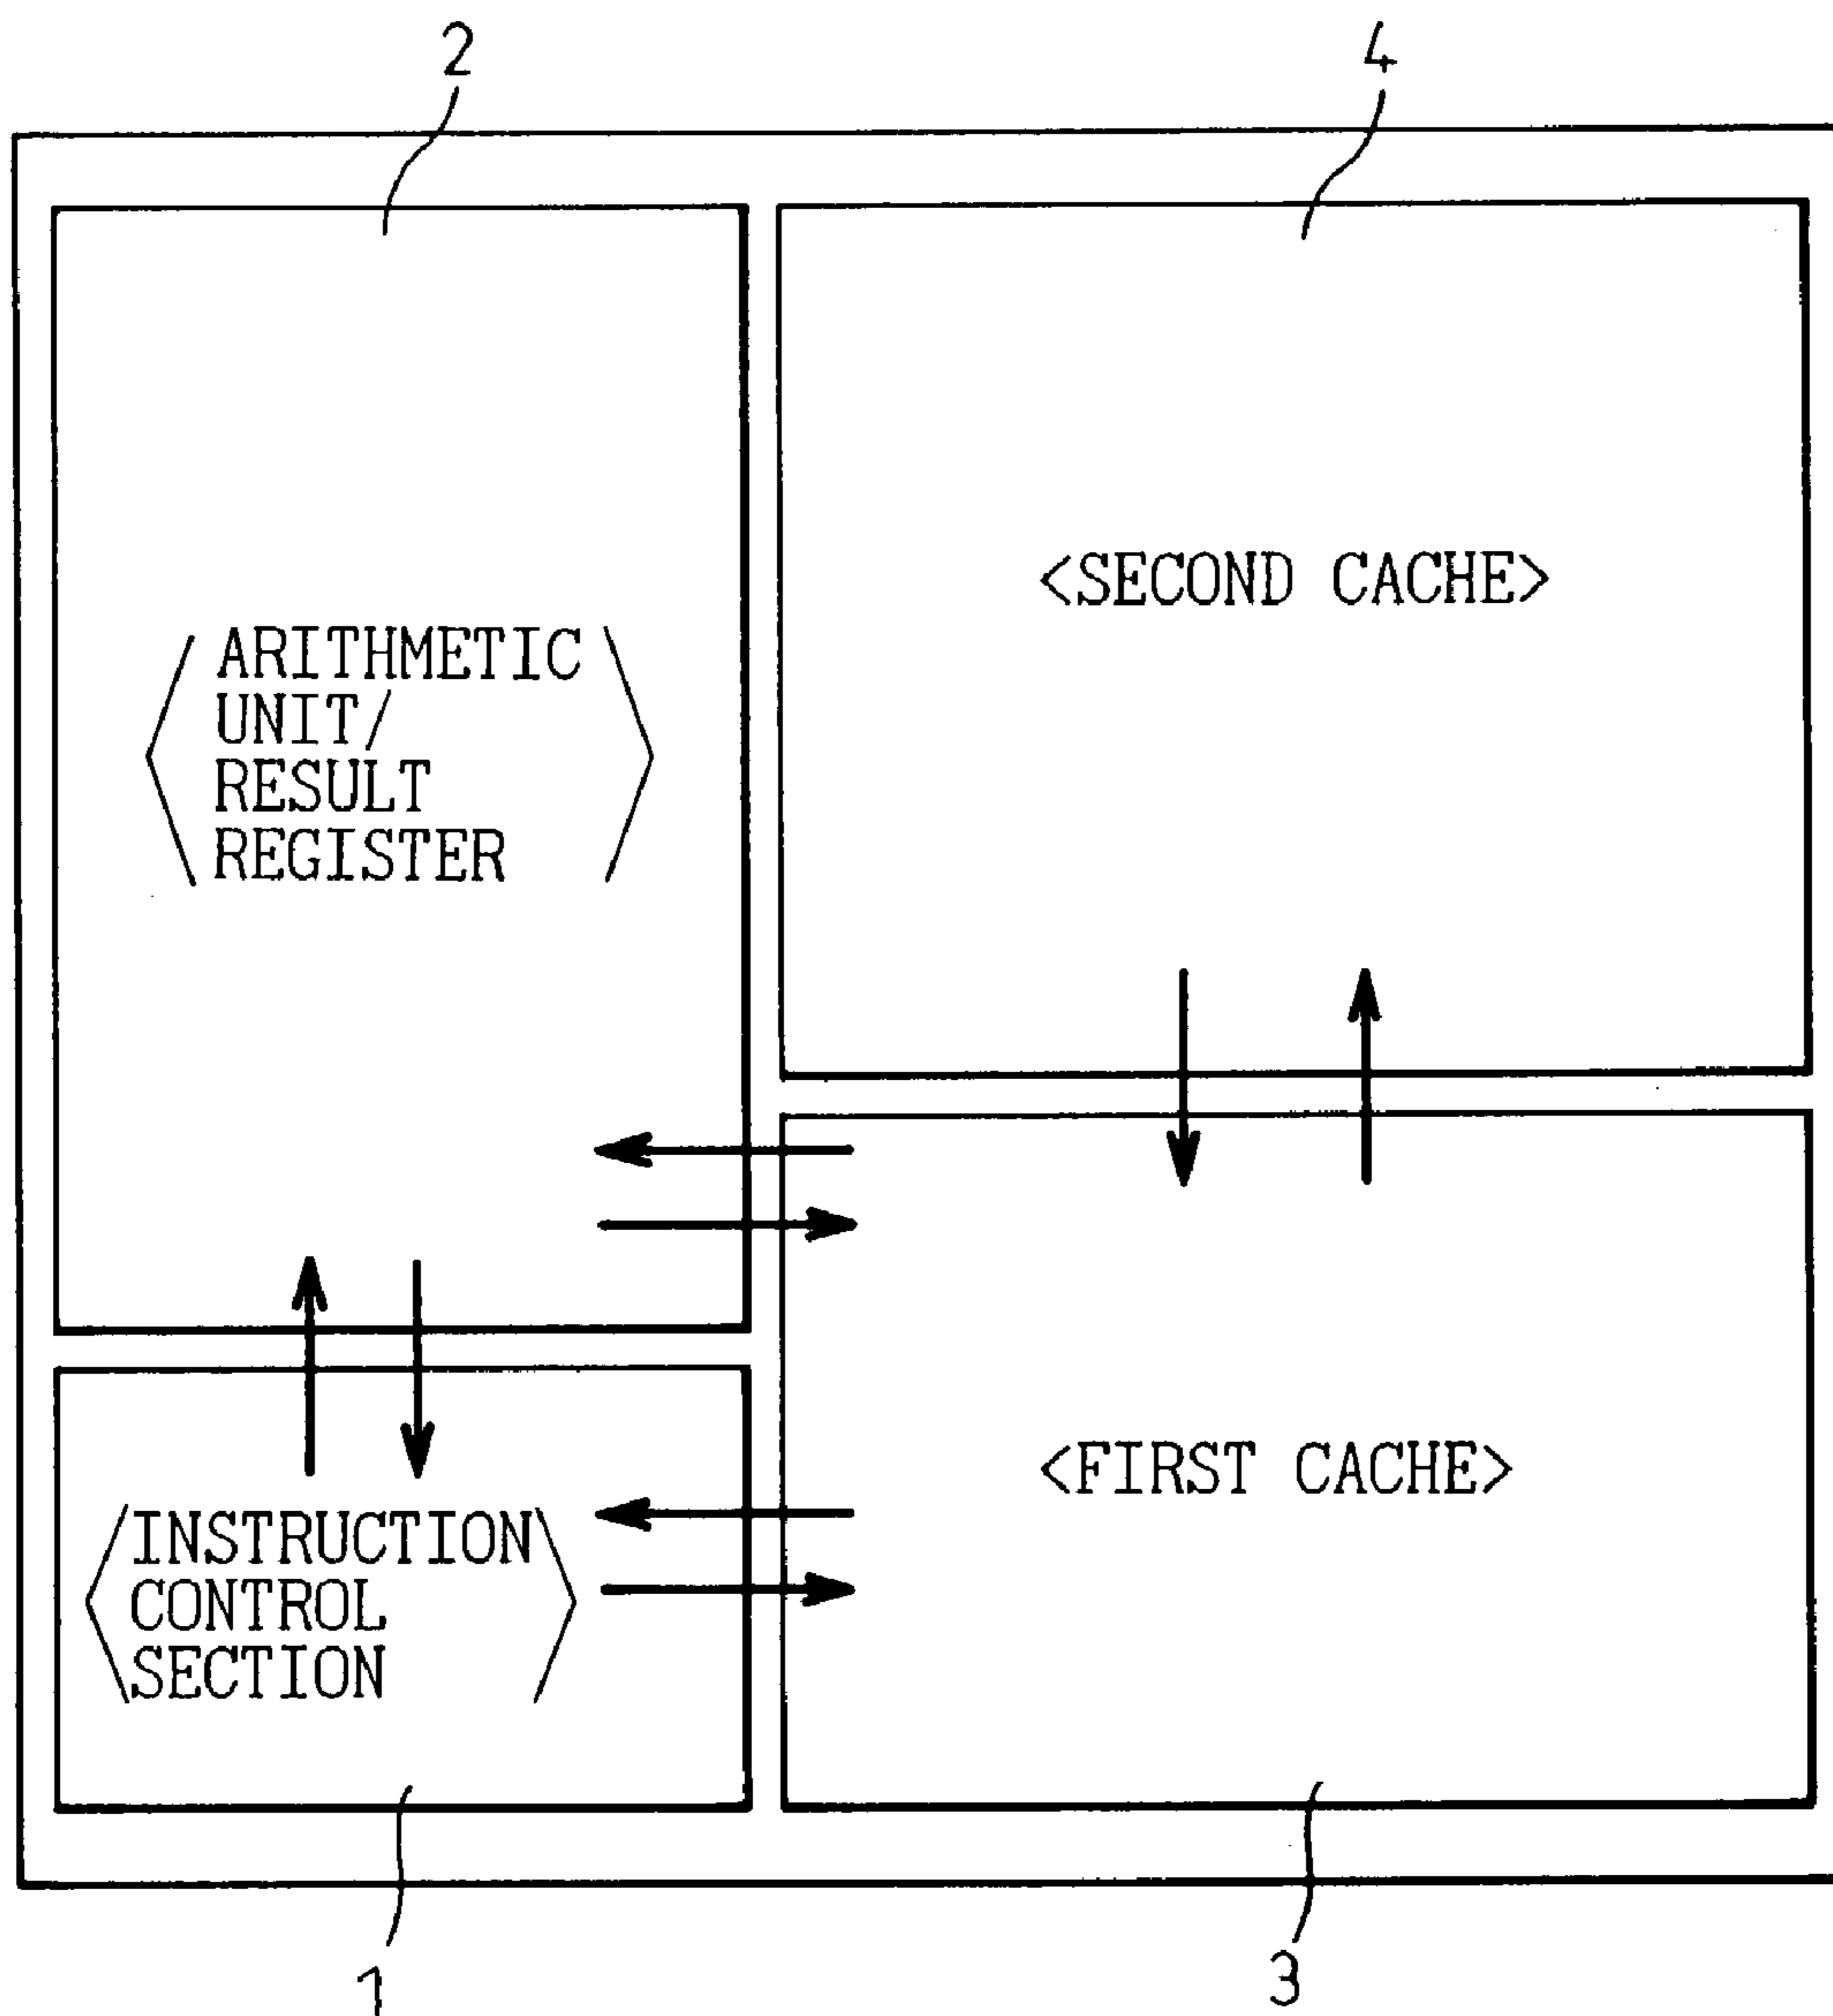 2
4
<SECOND CACHE>
ARITHMETIC
UNIT/
RESULT
REGISTER
<FIRST CACHE>
INSTRUCTION
CONTROL
SECTION
1
3